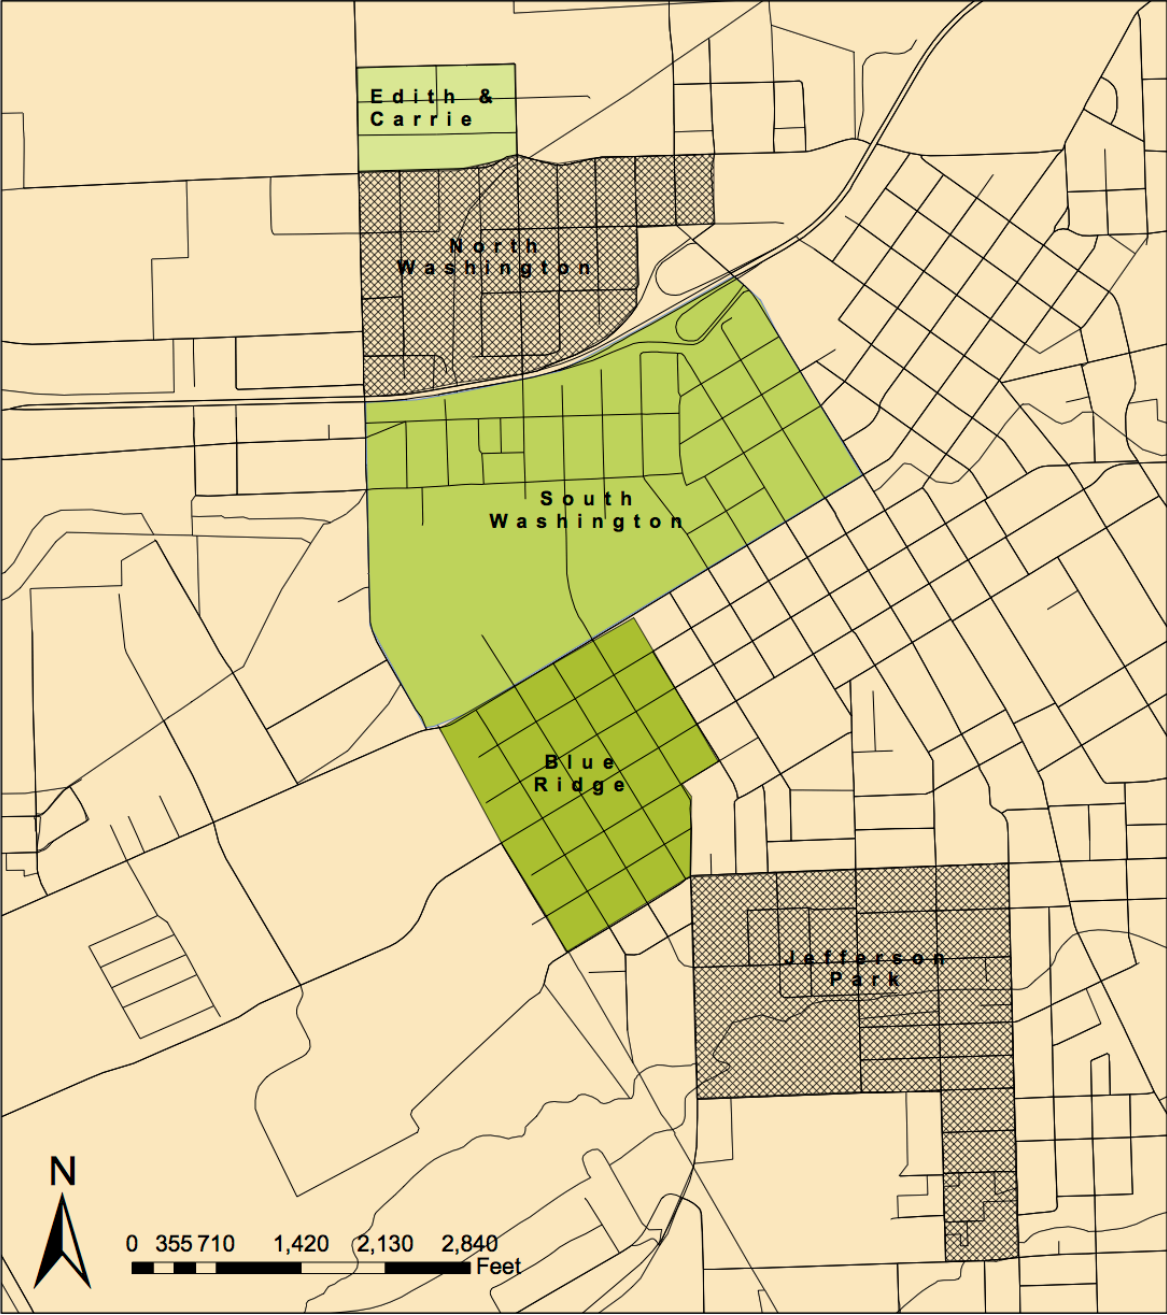 Edith &
Carrie
North
Washington
South
Washington
Blue
Ridge
Jefferson
Park
N
0 355 710 1,420 2,130 2,840
Feet